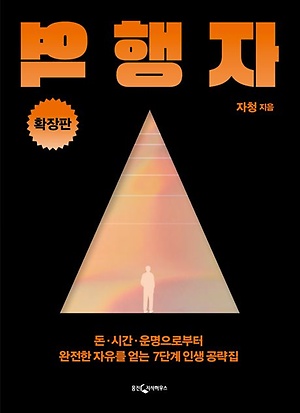 역행자
자청 지음
확장판
돈·시간·운명으로부터
완전한 자유를 얻는 7단계 인생 공략집
웅진 지식하우스